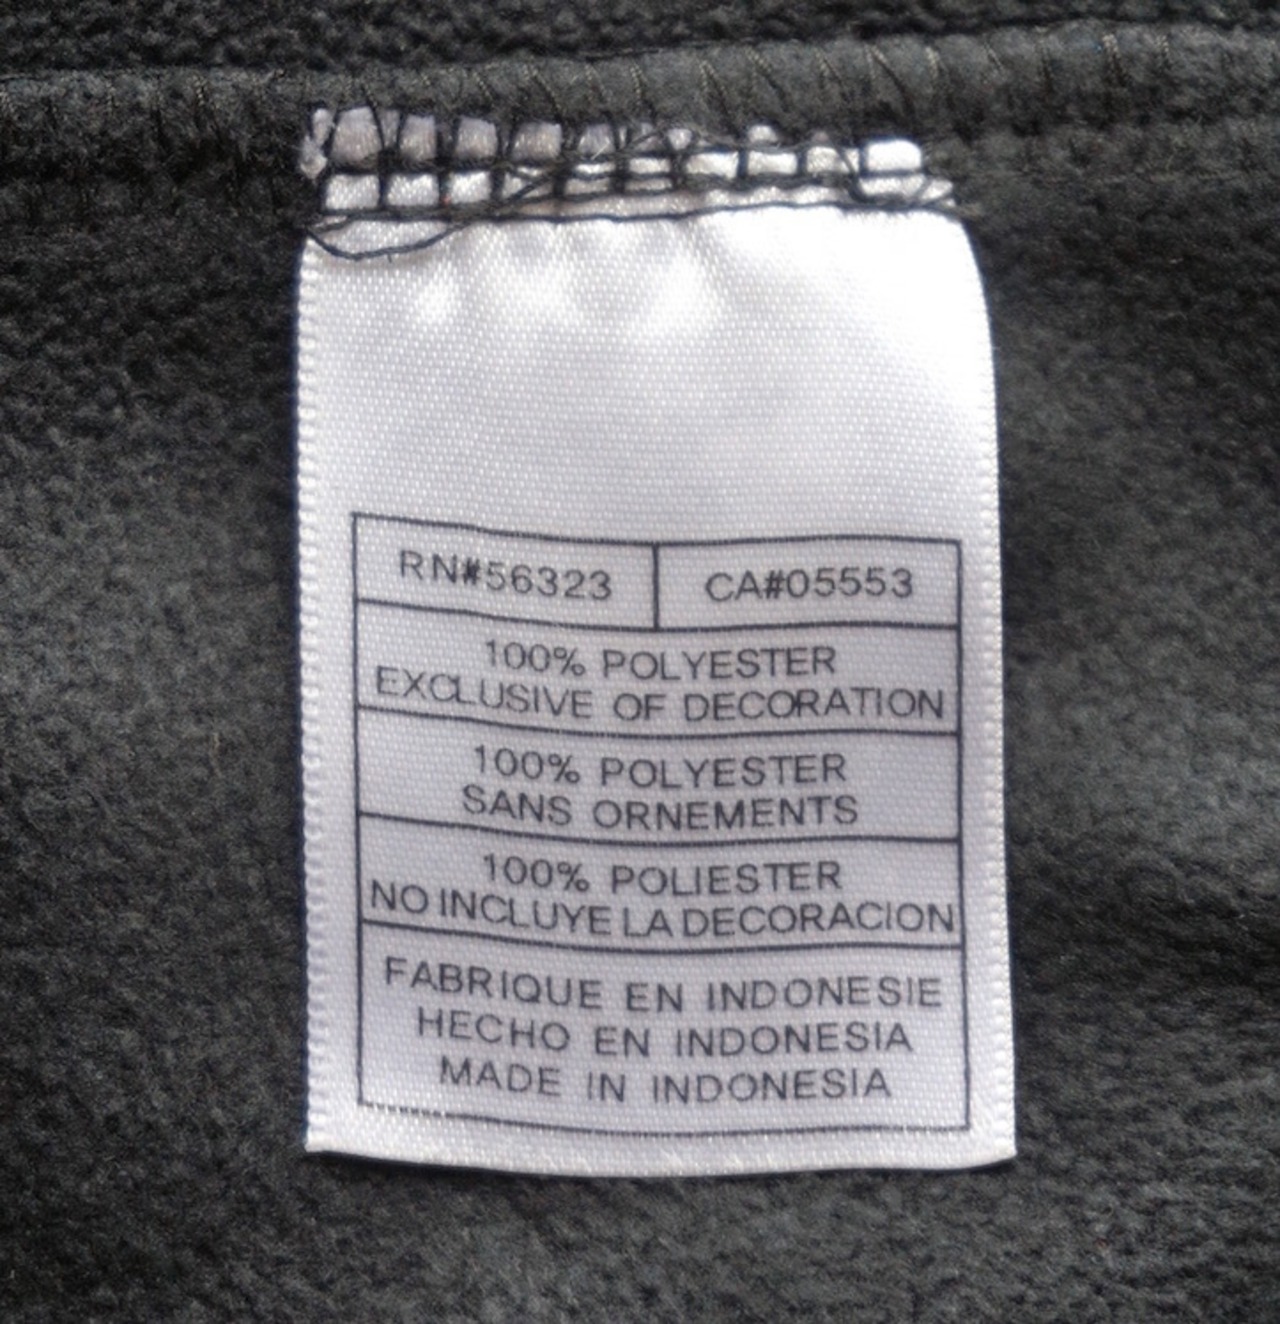 RN#56323 CA#05553
100% POLYESTER
EXCLUSIVE OF DECORATION
100% POLYESTER
SANS ORNEMENTS
100% POLIESTER
NO INCLUYE LA DECORACION
FABRIQUE EN INDONESIE
HECHO EN INDONESIA
MADE IN INDONESIA